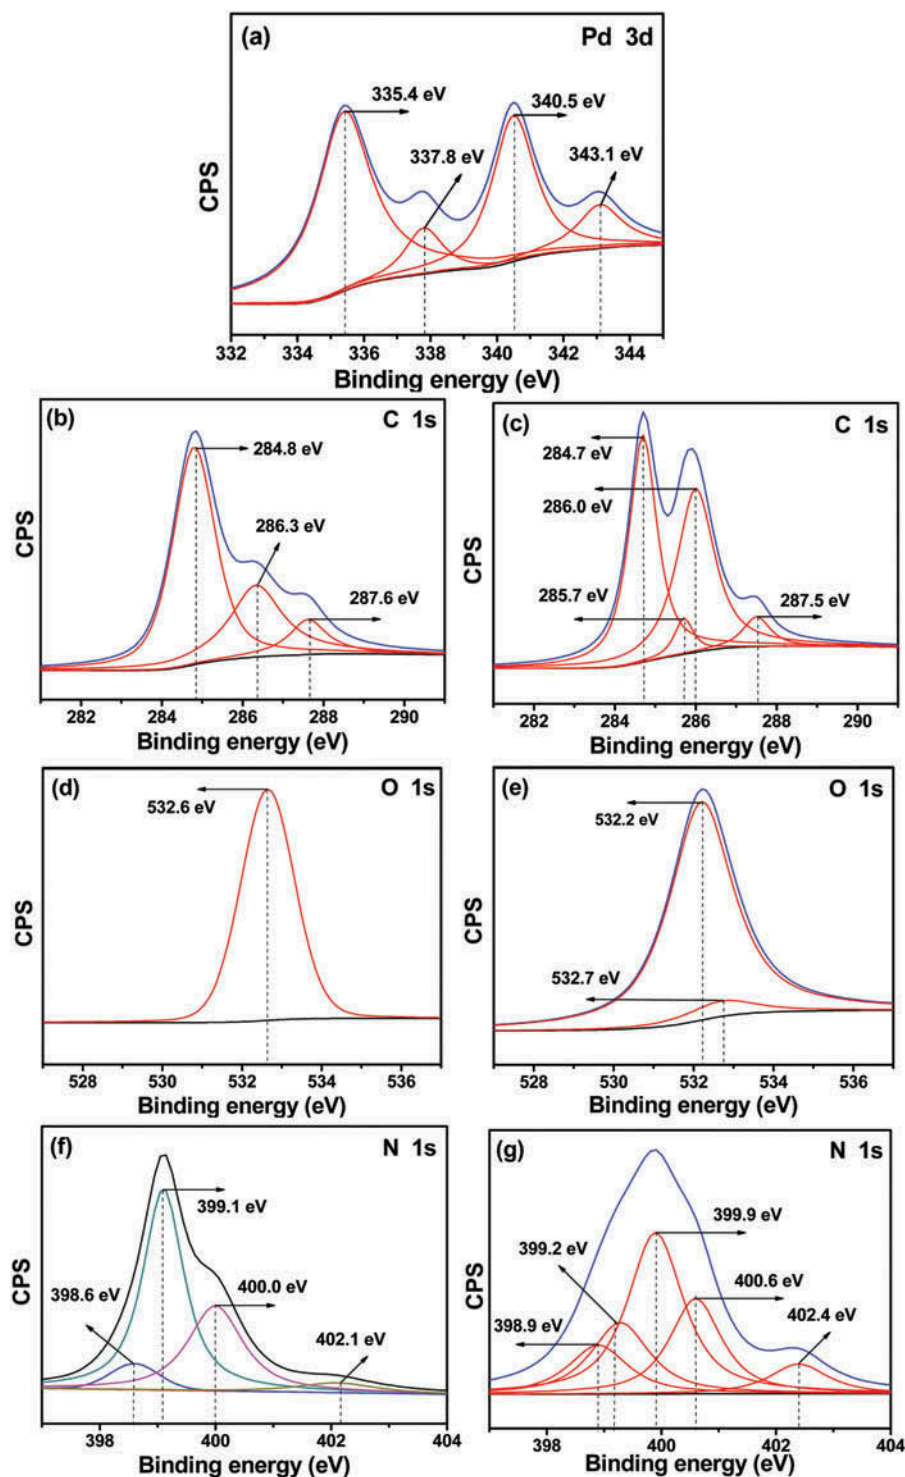 (a) Pd 3d
335.4 eV
340.5 eV
337.8 eV
343.1 eV
CPS
332 334 336 338 340 342 344
Binding energy (eV)
(b) C 1s
284.8 eV
286.3 eV
287.6 eV
CPS
282 284 286 288 290
Binding energy (eV)
(c) C 1s
284.7 eV
286.0 eV
285.7 eV
287.5 eV
CPS
282 284 286 288 290
Binding energy (eV)
(d) O 1s
532.6 eV
CPS
528 530 532 534 536
Binding energy (eV)
(e) O 1s
532.2 eV
532.7 eV
CPS
528 530 532 534 536
Binding energy (eV)
(f) N 1s
399.1 eV
398.6 eV
400.0 eV
402.1 eV
CPS
398 400 402 404
Binding energy (eV)
(g) N 1s
399.9 eV
399.2 eV
400.6 eV
398.9 eV
402.4 eV
CPS
398 400 402 404
Binding energy (eV)